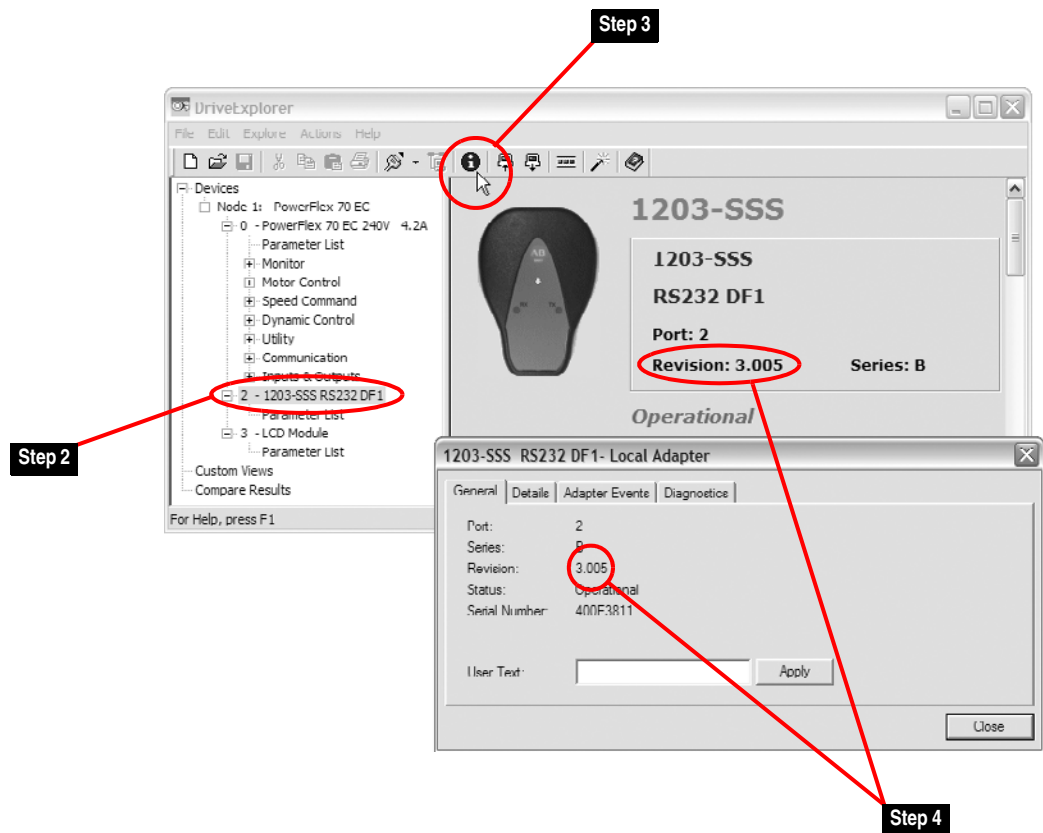 Step 3
DriveExplorer
File Edit Explore Actions Help
Devices
Node 1: PowerFlex 70 EC
0 - PowerFlex 70 EC 240V 4.2A
Parameter List
Monitor
Motor Control
Speed Command
Dynamic Control
Utility
Communication
Inputs & Outputs
2 - 1203-SSS RS232 DF1
Parameter List
3 - LCD Module
Parameter List
Custom Views
Compare Results
For Help, press F1
Step 2
AB
1203-SSS
1203-SSS
RS232 DF1
Port: 2
Revision: 3.005 Series: B
Operational
1203-SSS RS232 DF1- Local Adapter
General Details Adapter Events Diagnostics
Port: 2
Series: B
Revision: 3.005
Status: Operational
Serial Number: 400E3811
User Text: Apply
Close
Step 4